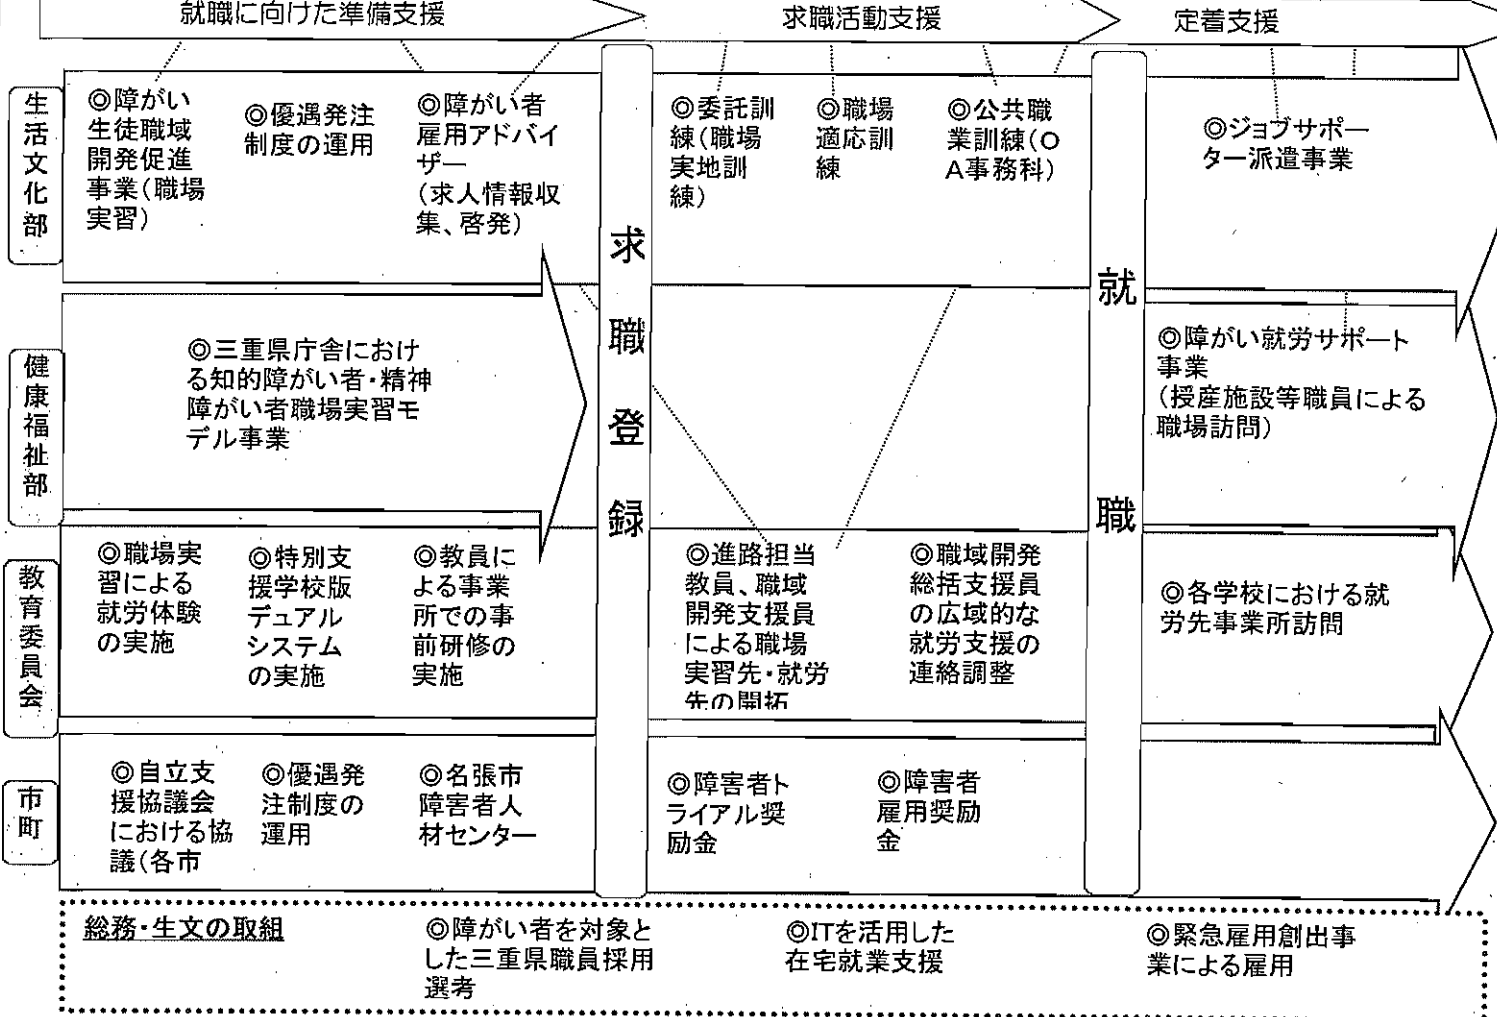 就職に向けた準備支援
求職活動支援
定着支援
生活文化部
◎障がい
生徒職域
開発促進
事業(職場
実習)
◎優遇発注
制度の運用
◎障がい者
雇用アドバイ
ザー
(求人情報収
集、啓発)
◎委託訓
練(職場
実地訓
練)
◎職場
適応訓
練
◎公共職
業訓練(O
A事務科)
◎ジョブサポー
ター派遣事業
求職登録
就職
健康福祉部
◎三重県庁舎におけ
る知的障がい者・精神
障がい者職場実習モ
デル事業
◎障がい就労サポート
事業
(授産施設等職員による
職場訪問)
教育委員会
◎職場実
習による
就労体験
の実施
◎特別支
援学校版
デュアル
システム
の実施
◎教員に
よる事業
所での事
前研修の
実施
◎進路担当
教員、職域
開発支援員
による職場
実習先・就労
先の開拓
◎職域開発
総括支援員
の広域的な
就労支援の
連絡調整
◎各学校における就
労先事業所訪問
市町
◎自立支
援協議会
における協
議(各市
◎優遇発
注制度の
運用
◎名張市
障害者人
材センター
◎障害者ト
ライアル奨
励金
◎障害者
雇用奨励
金
総務・生文の取組
◎障がい者を対象と
した三重県職員採用
選考
◎ITを活用した
在宅就業支援
◎緊急雇用創出事
業による雇用